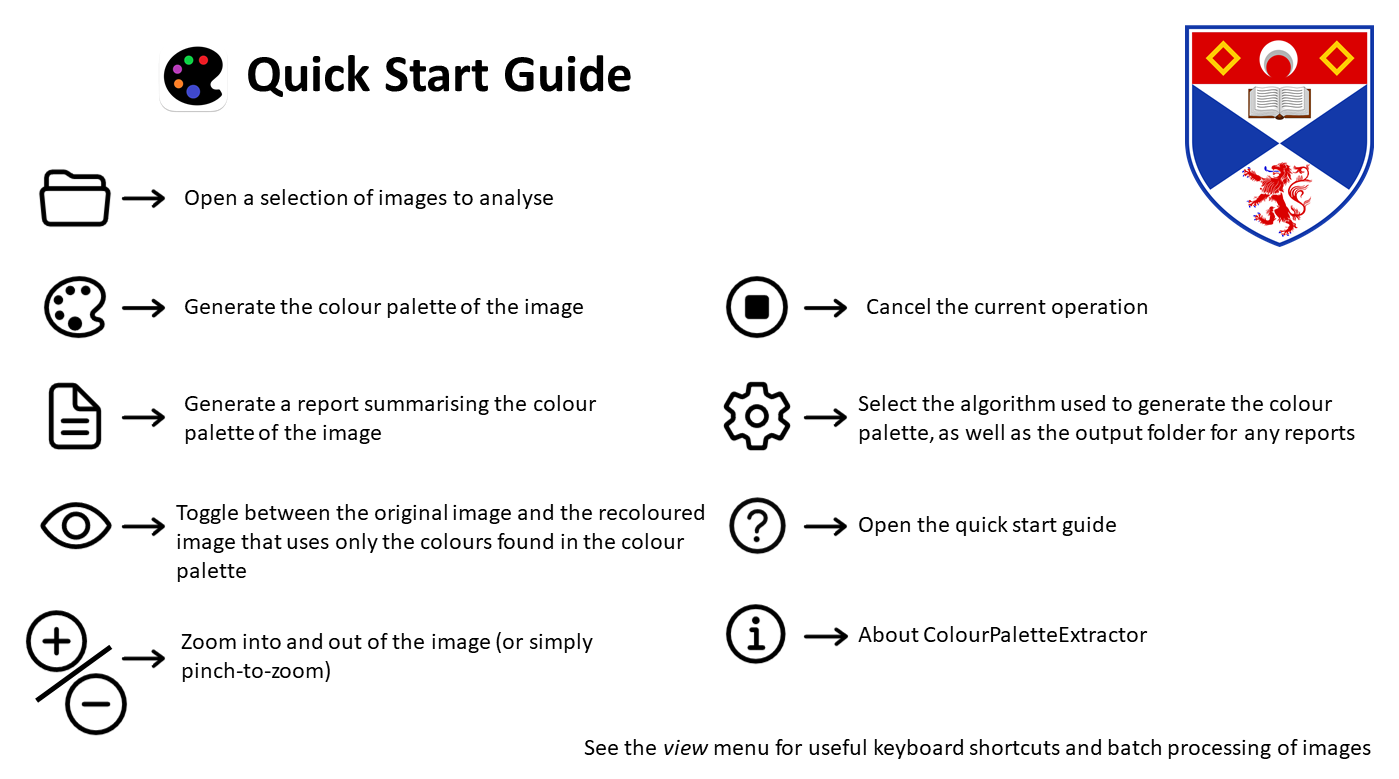 Quick Start Guide
Open a selection of images to analyse
Generate the colour palette of the image
Generate a report summarising the colour
palette of the image
Toggle between the original image and the recoloured
image that uses only the colours found in the colour
palette
Zoom into and out of the image (or simply
pinch-to-zoom)
Cancel the current operation
Select the algorithm used to generate the colour
palette, as well as the output folder for any reports
Open the quick start guide
About ColourPaletteExtractor
See the view menu for useful keyboard shortcuts and batch processing of images